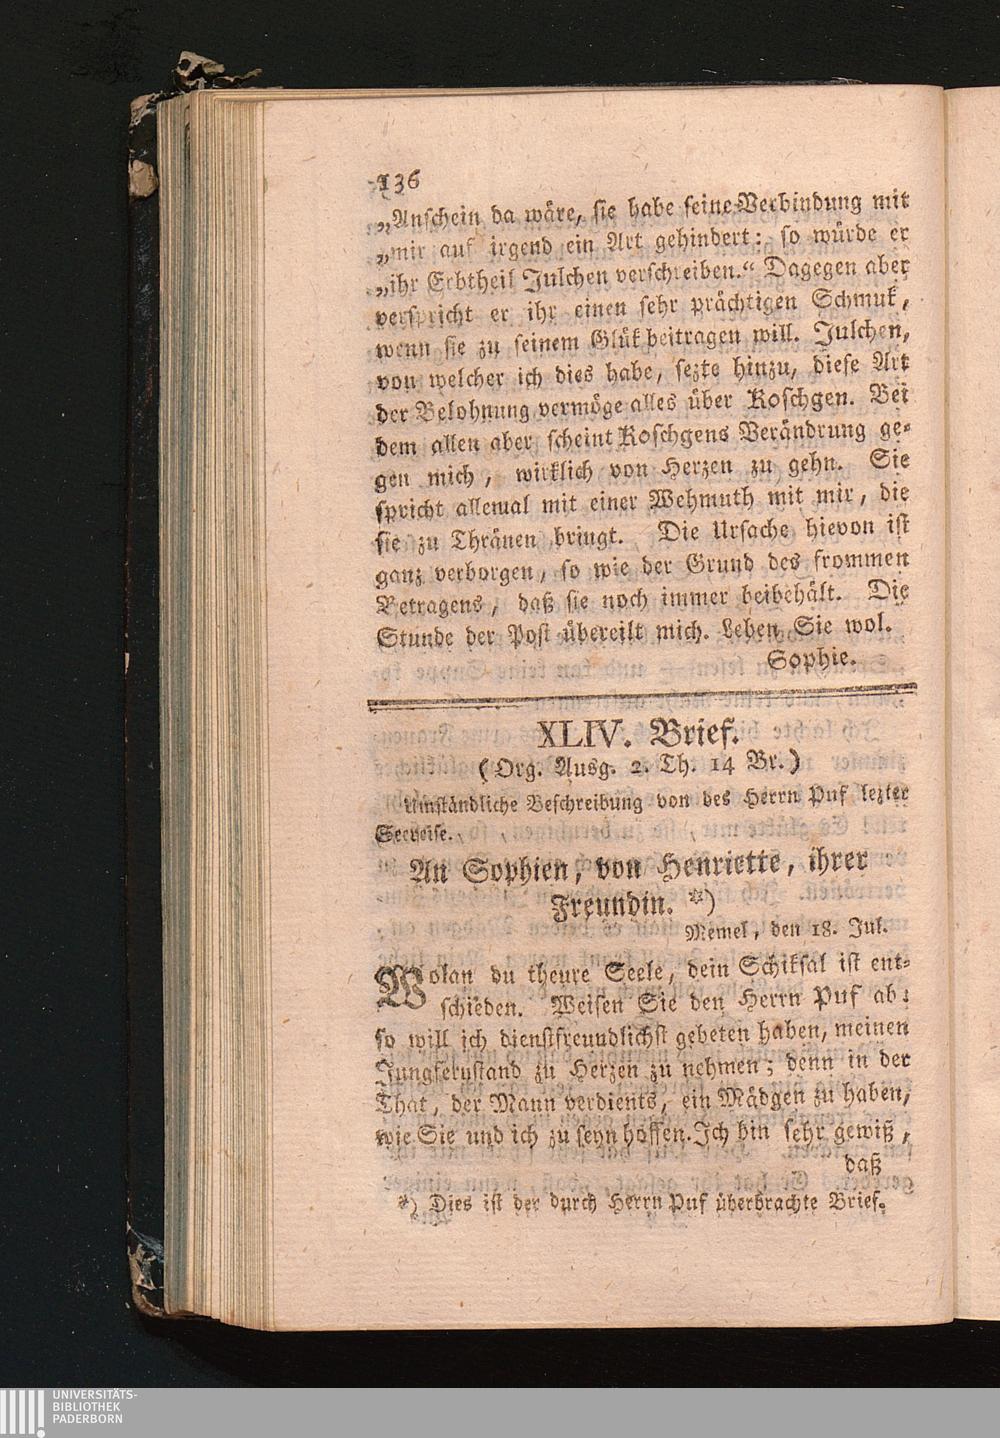 136
„Anschein da wäre, sie habe seine Verbindung mit
„mir auf irgend ein Art gehindert: so würde er
„ihr Erbtheil Julchen verschreiben.“ Dagegen aber
verspricht er ihr einen sehr prächtigen Schmuk,
wenn sie zu seinem Glük beitragen will. Julchen,
von welcher ich dies habe, sezte hinzu, diese Art
der Belohnung vermöge alles über Koschgen. Bei
dem allen aber scheint Koschgens Verändrung ge-
gen mich, wirklich von Herzen zu gehn. Sie
spricht allemal mit einer Wehmuth mit mir, die
sie zu Thränen bringt. Die Ursache hievon ist
ganz verborgen, so wie der Grund des frommen
Betragens, daß sie noch immer beibehält. Die
Stunde der Post übereilt mich. Leben Sie wol.
Sophie.
XLIV. Brief.
(Org. Ausg. 2. Th. 14 Br.)
Umständliche Beschreibung von des Herrn Puf lezter
Seereise.
An Sophien, von Henriette, ihrer
Freundin. *)
Memel, den 18. Jul.
Wolan du theure Seele, dein Schiksal ist ent-
schieden. Weisen Sie den Herrn Puf ab:
so will ich dienstfreundlichst gebeten haben, meinen
Jungfernstand zu Herzen zu nehmen; denn in der
That, der Mann verdients, ein Mädgen zu haben,
wie Sie und ich zu seyn hoffen. Ich bin sehr gewiß,
daß
*) Dies ist der durch Herrn Puf überbrachte Brief.
UNIVERSITÄTS-
BIBLIOTHEK
PADERBORN